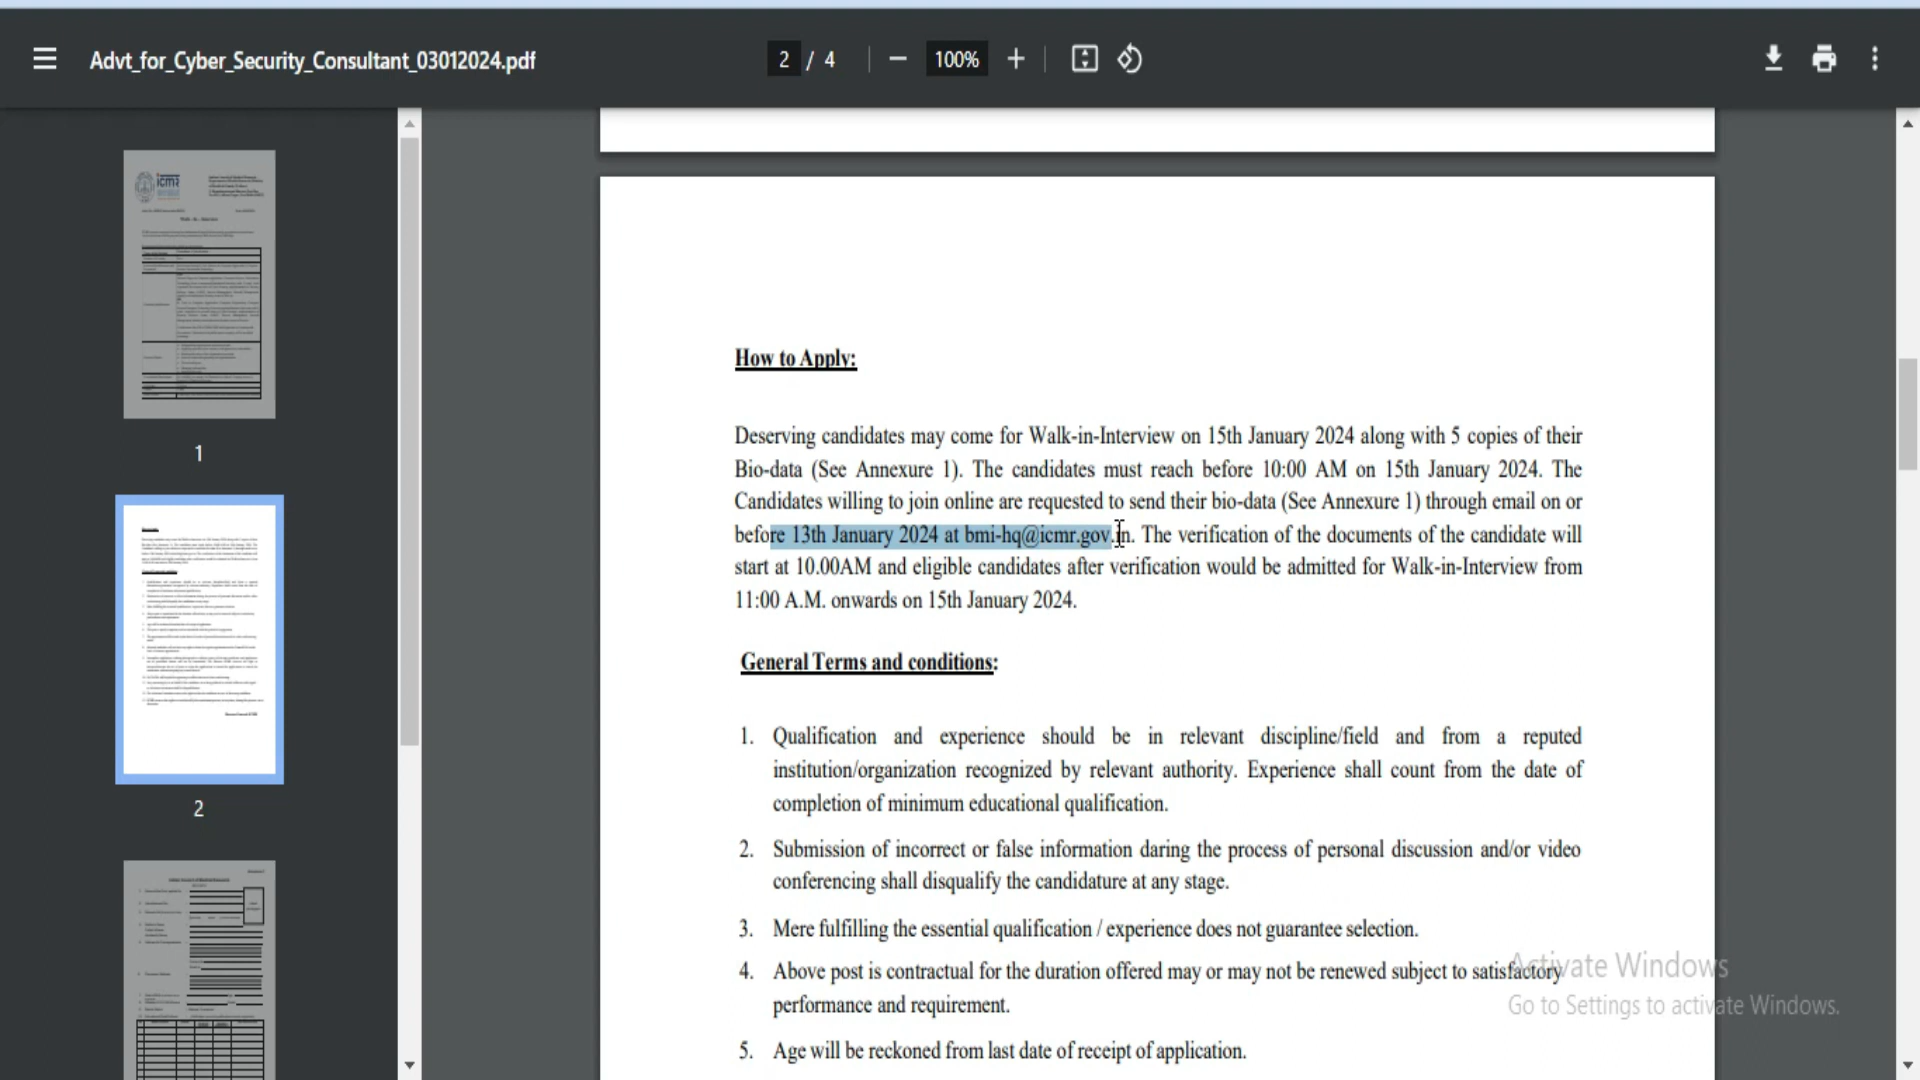 Advt_for_Cyber_Security_Consultant_03012024.pdf
2 / 4
100%
icmr
1
2
How to Apply:
Deserving candidates may come for Walk-in-Interview on 15th January 2024 along with 5 copies of their
Bio-data (See Annexure 1). The candidates must reach before 10:00 AM on 15th January 2024. The
Candidates willing to join online are requested to send their bio-data (See Annexure 1) through email on or
before 13th January 2024 at bmi-hq@icmr.gov.in. The verification of the documents of the candidate will
start at 10.00AM and eligible candidates after verification would be admitted for Walk-in-Interview from
11:00 A.M. onwards on 15th January 2024.
General Terms and conditions:
1. Qualification and experience should be in relevant discipline/field and from a reputed
institution/organization recognized by relevant authority. Experience shall count from the date of
completion of minimum educational qualification.
2. Submission of incorrect or false information daring the process of personal discussion and/or video
conferencing shall disqualify the candidature at any stage.
3. Mere fulfilling the essential qualification / experience does not guarantee selection.
4. Above post is contractual for the duration offered may or may not be renewed subject to satisfactory
performance and requirement.
5. Age will be reckoned from last date of receipt of application.
Activate Windows
Go to Settings to activate Windows.